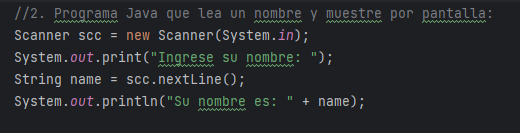 //2. Programa Java que lea un nombre y muestre por pantalla:
Scanner scc = new Scanner(System.in);
System.out.print("Ingrese su nombre: ");
String name = scc.nextLine();
System.out.println("Su nombre es: " + name);